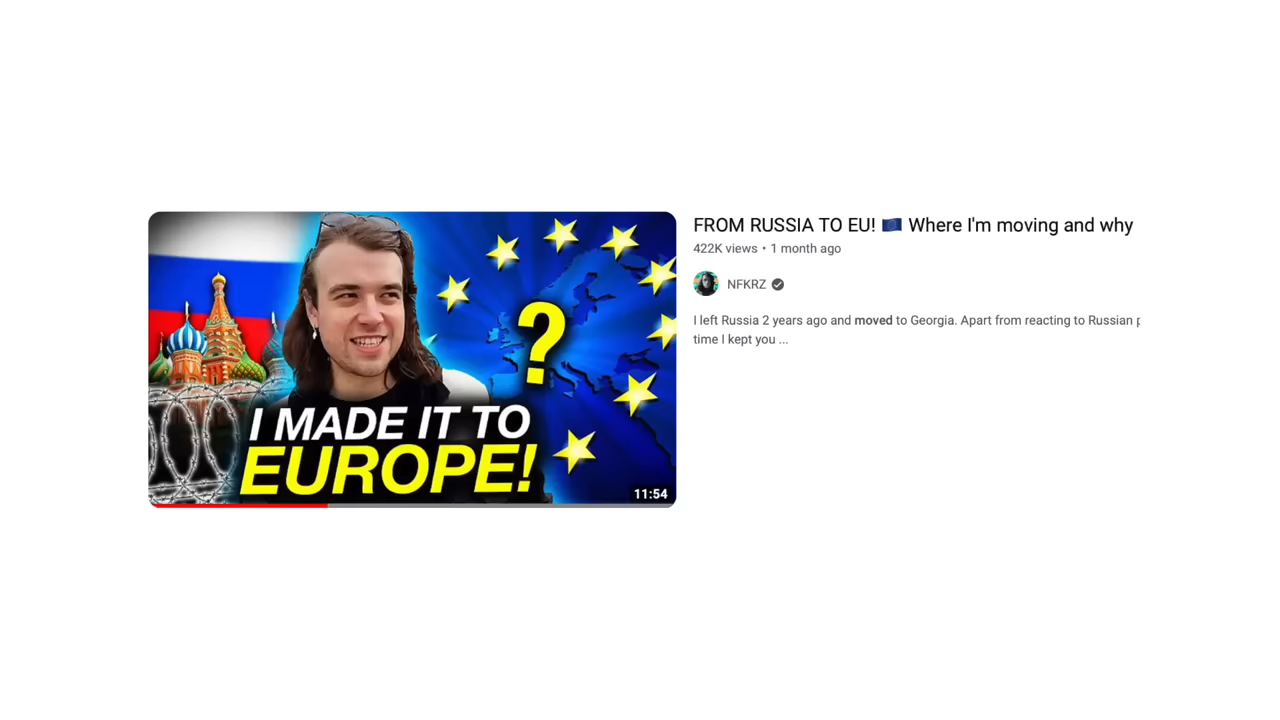 FROM RUSSIA TO EU! 🇪🇺 Where I'm moving and why
422K views • 1 month ago
NFKRZ
I left Russia 2 years ago and moved to Georgia. Apart from reacting to Russian
time I kept you ...
?
I MADE IT TO
EUROPE!
11:54